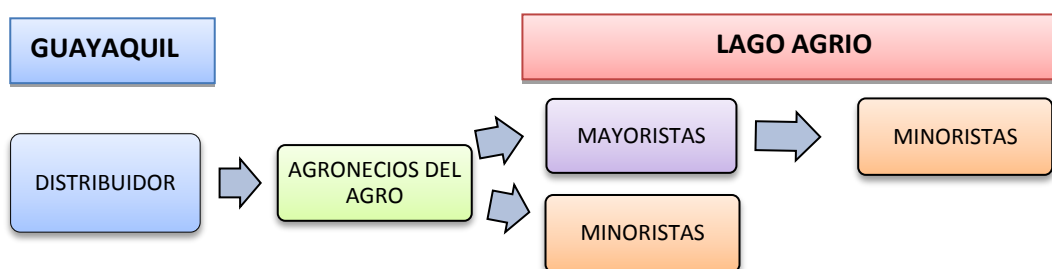 GUAYAQUIL
LAGO AGRIO
DISTRIBUIDOR
AGRONECIOS DEL
AGRO
MAYORISTAS
MINORISTAS
MINORISTAS